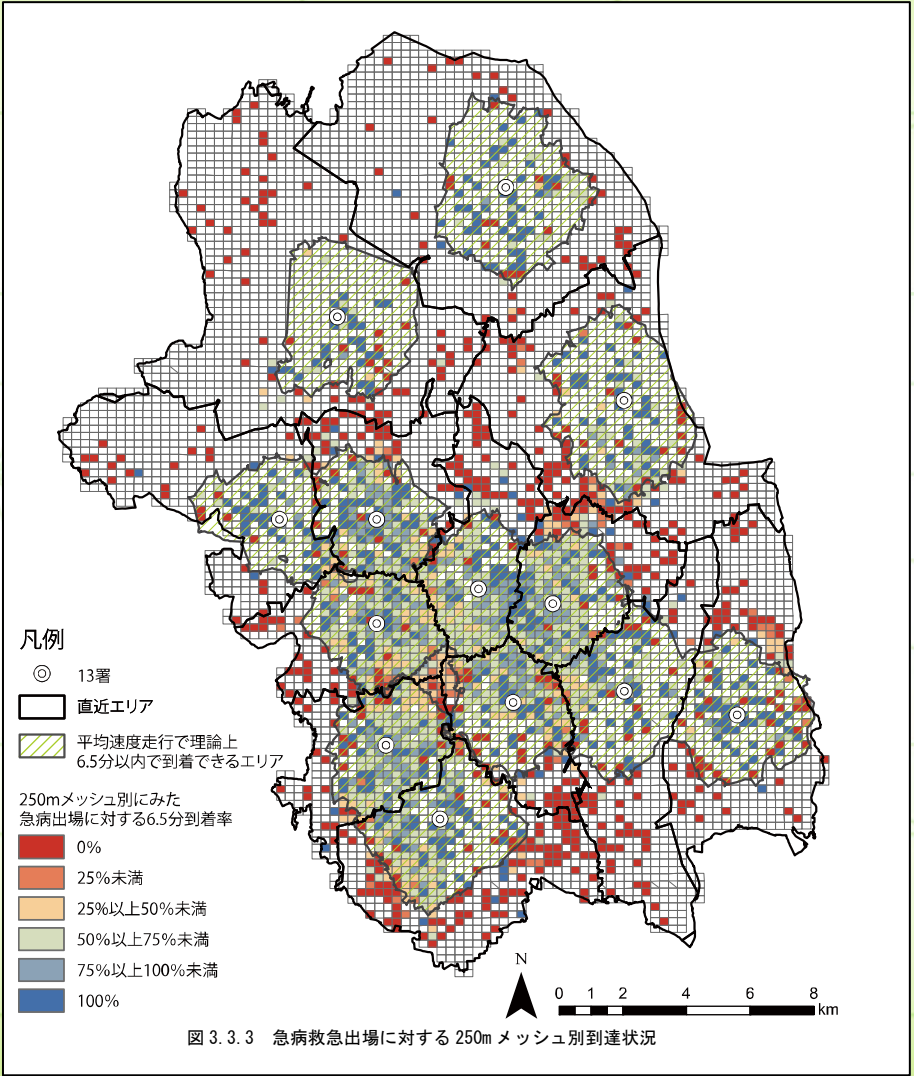 凡例
13署
直近エリア
平均速度走行で理論上
6.5分以内で到着できるエリア
250mメッシュ別にみた
急病出場に対する6.5分到着率
0%
25%未満
25%以上50%未満
50%以上75%未満
75%以上100%未満
100%
N
0 1 2 4 6 8
km
図 3.3.3 急病救急出場に対する 250m メッシュ別到達状況